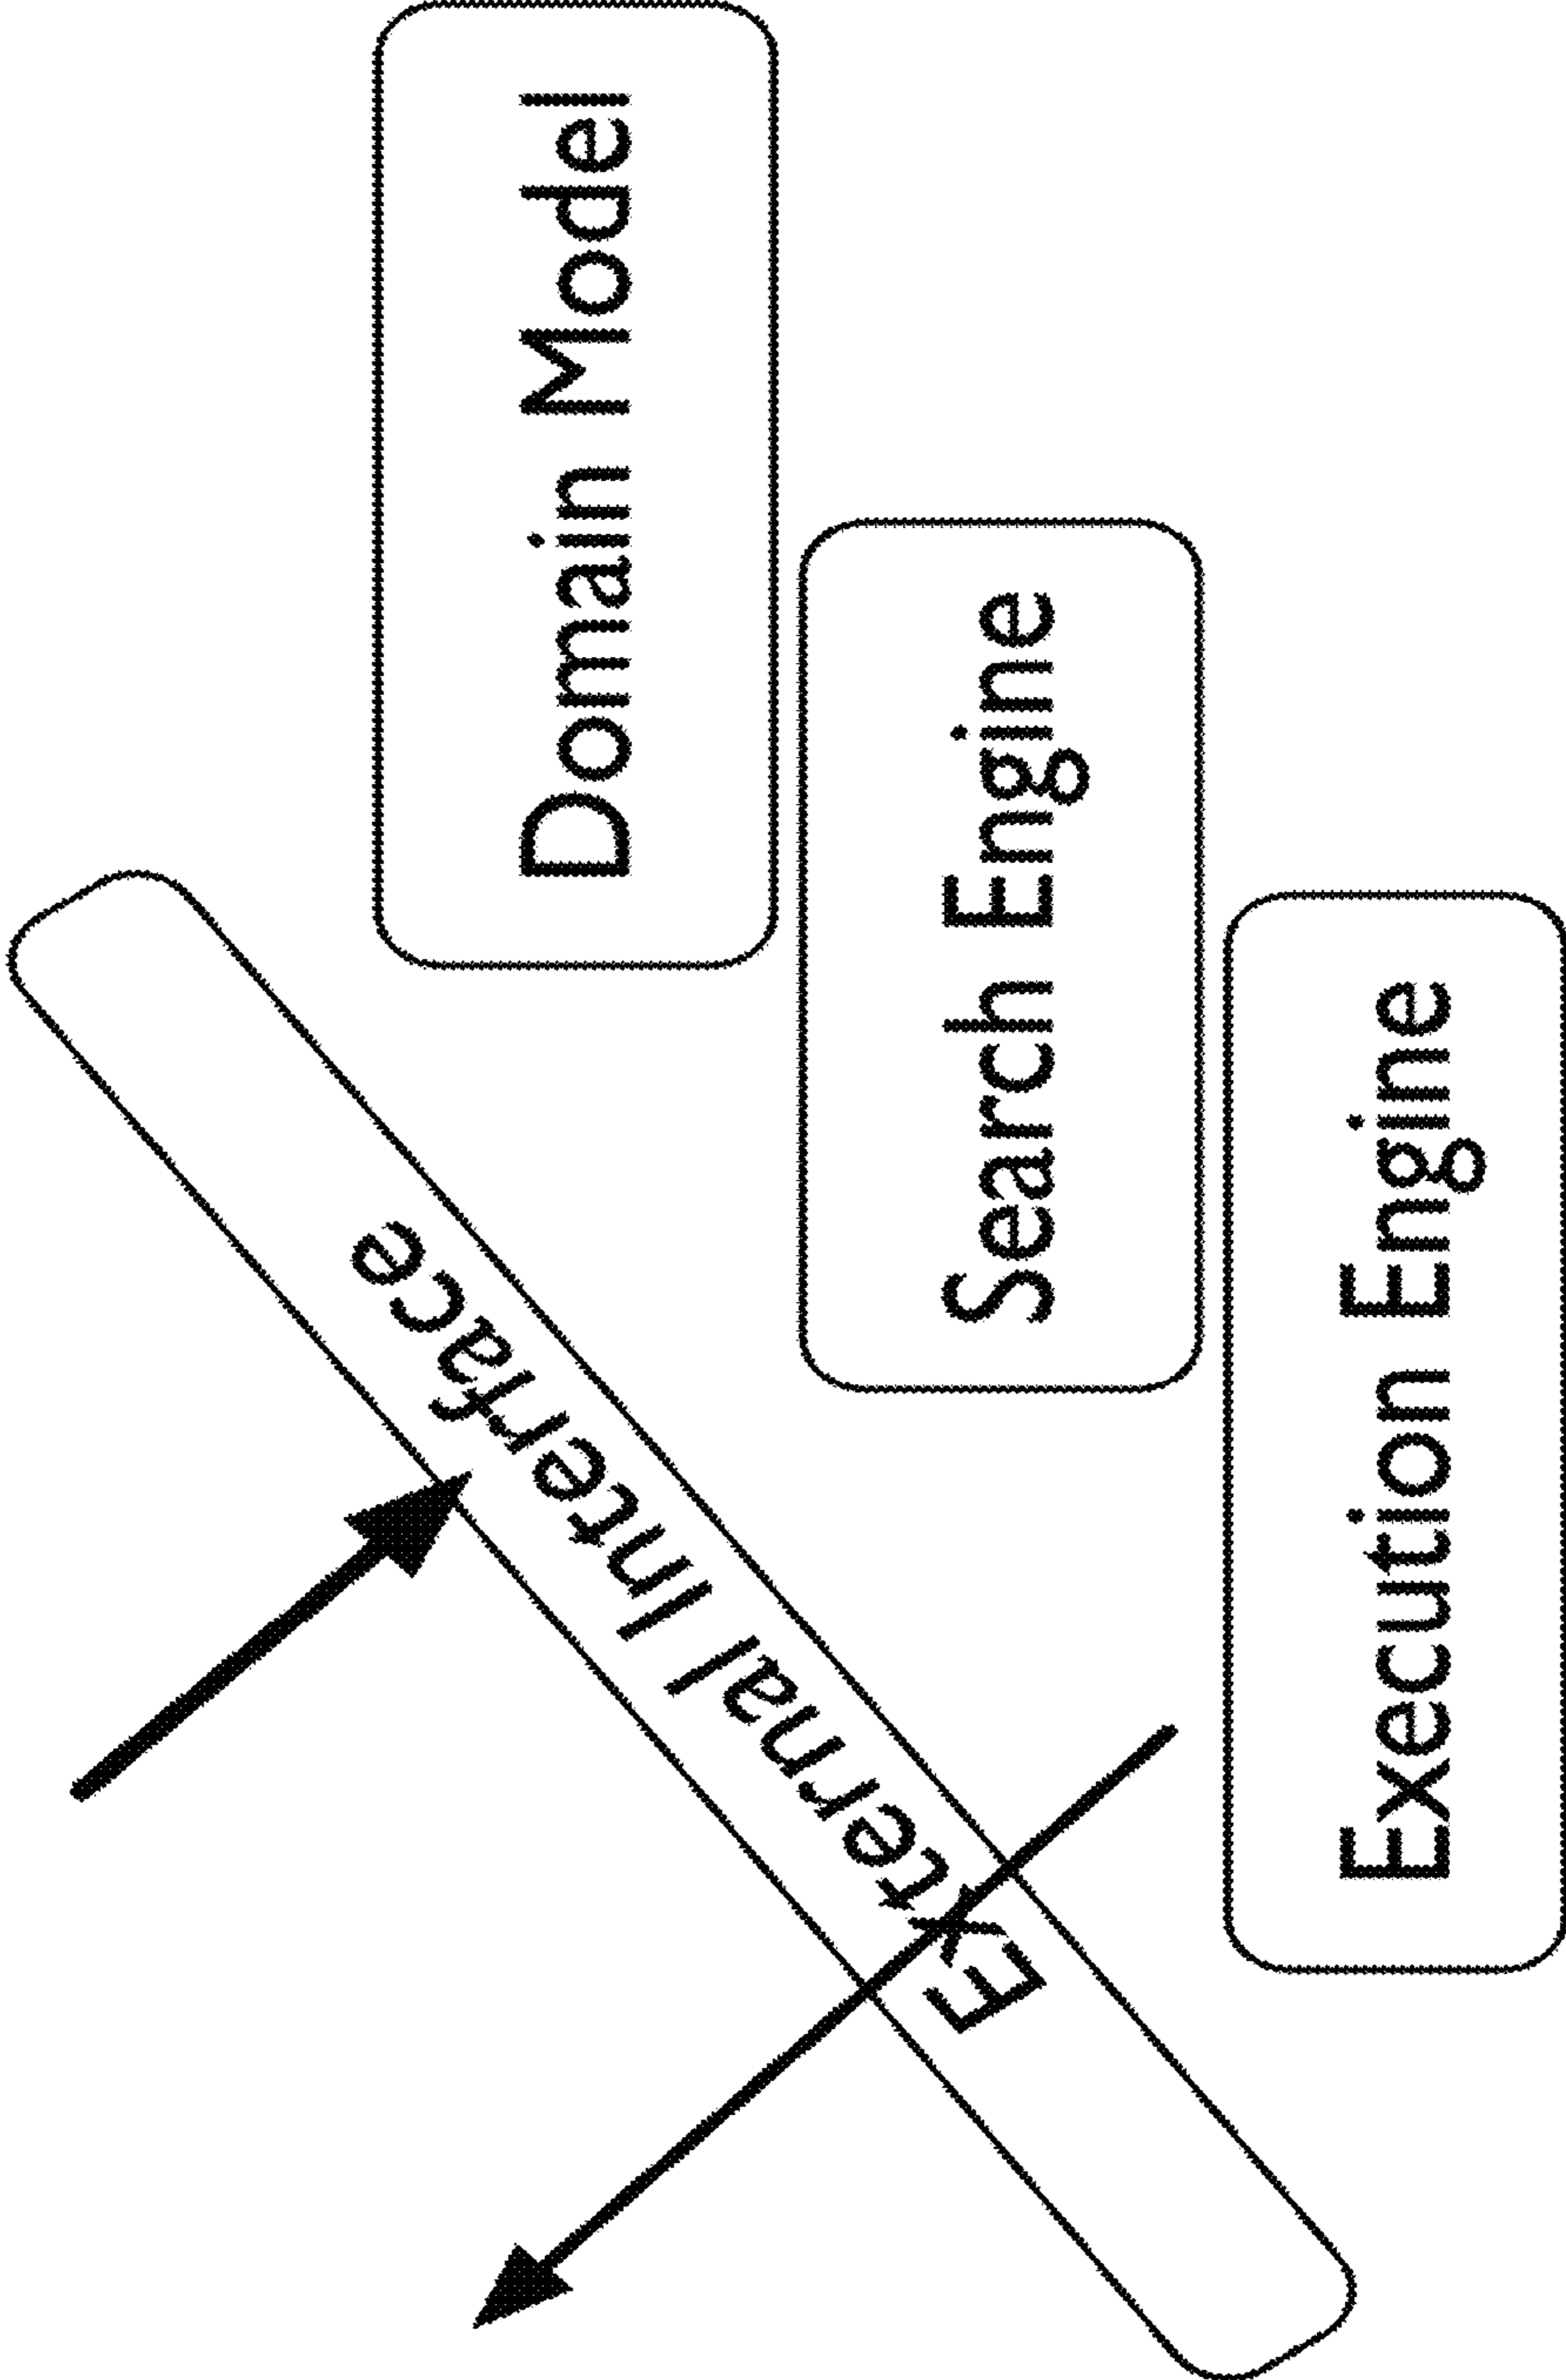 Domain Model
Search Engine
Execution Engine
External Interface